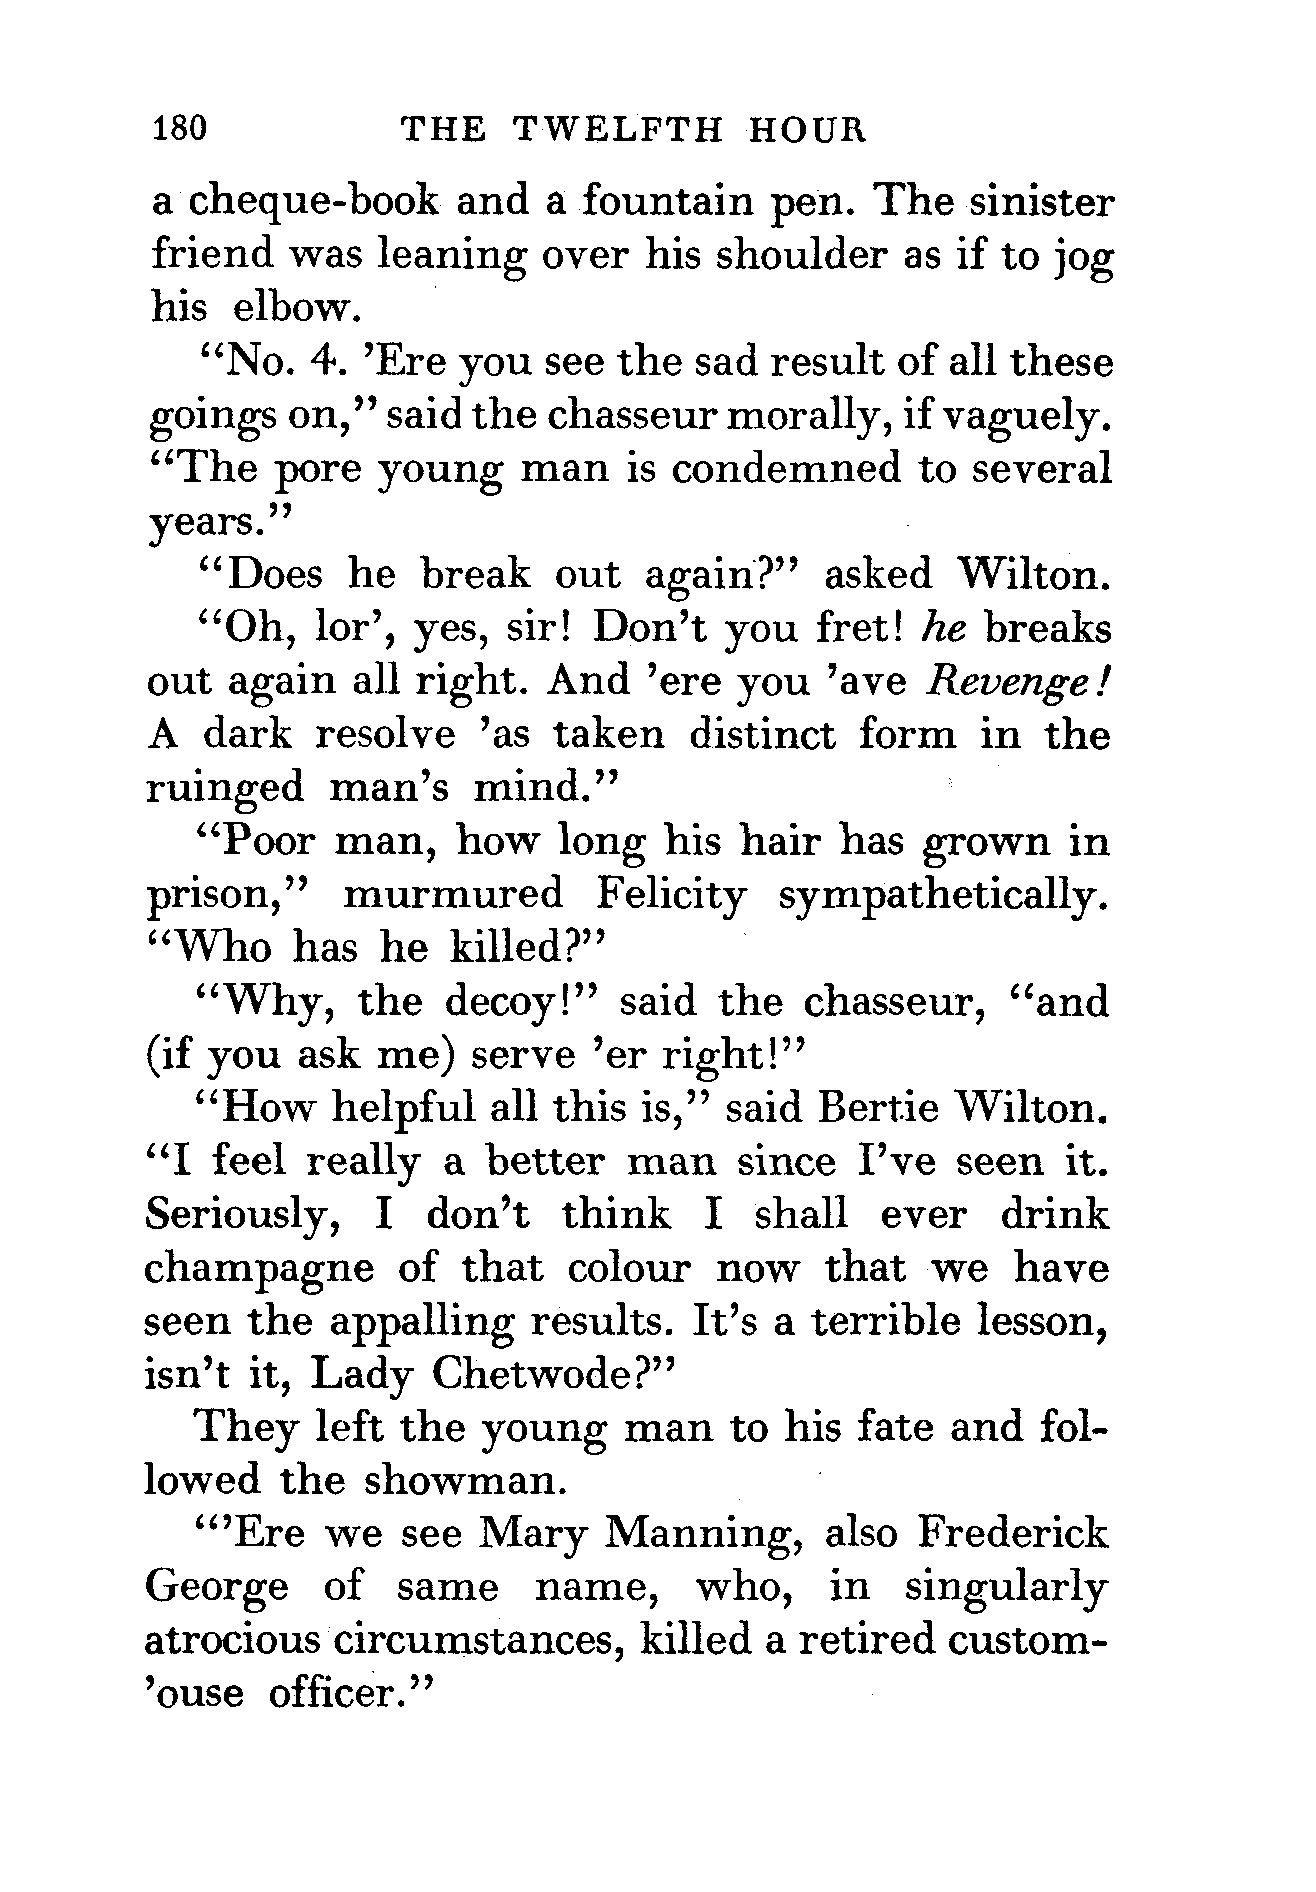 180 THE TWELFTH HOUR
a cheque-book and a fountain pen. The sinister
friend was leaning over his shoulder as if to jog
his elbow.
“No. 4. ’Ere you see the sad result of all these
goings on,” said the chasseur morally, if vaguely.
“The pore young man is condemned to several
years.”
“Does he break out again?” asked Wilton.
“Oh, lor’, yes, sir! Don’t you fret! he breaks
out again all right. And ’ere you ’ave Revenge!
A dark resolve ’as taken distinct form in the
ruinged man’s mind.”
“Poor man, how long his hair has grown in
prison,” murmured Felicity sympathetically.
“Who has he killed?”
“Why, the decoy!” said the chasseur, “and
(if you ask me) serve ’er right!”
“How helpful all this is,” said Bertie Wilton.
“I feel really a better man since I’ve seen it.
Seriously, I don’t think I shall ever drink
champagne of that colour now that we have
seen the appalling results. It’s a terrible lesson,
isn’t it, Lady Chetwode?”
They left the young man to his fate and fol-
lowed the showman.
“’Ere we see Mary Manning, also Frederick
George of same name, who, in singularly
atrocious circumstances, killed a retired custom-
’ouse officer.”